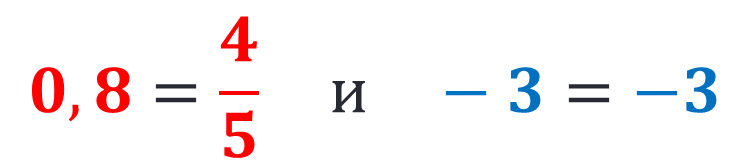 0,8 = 4/5 и − 3 = −3